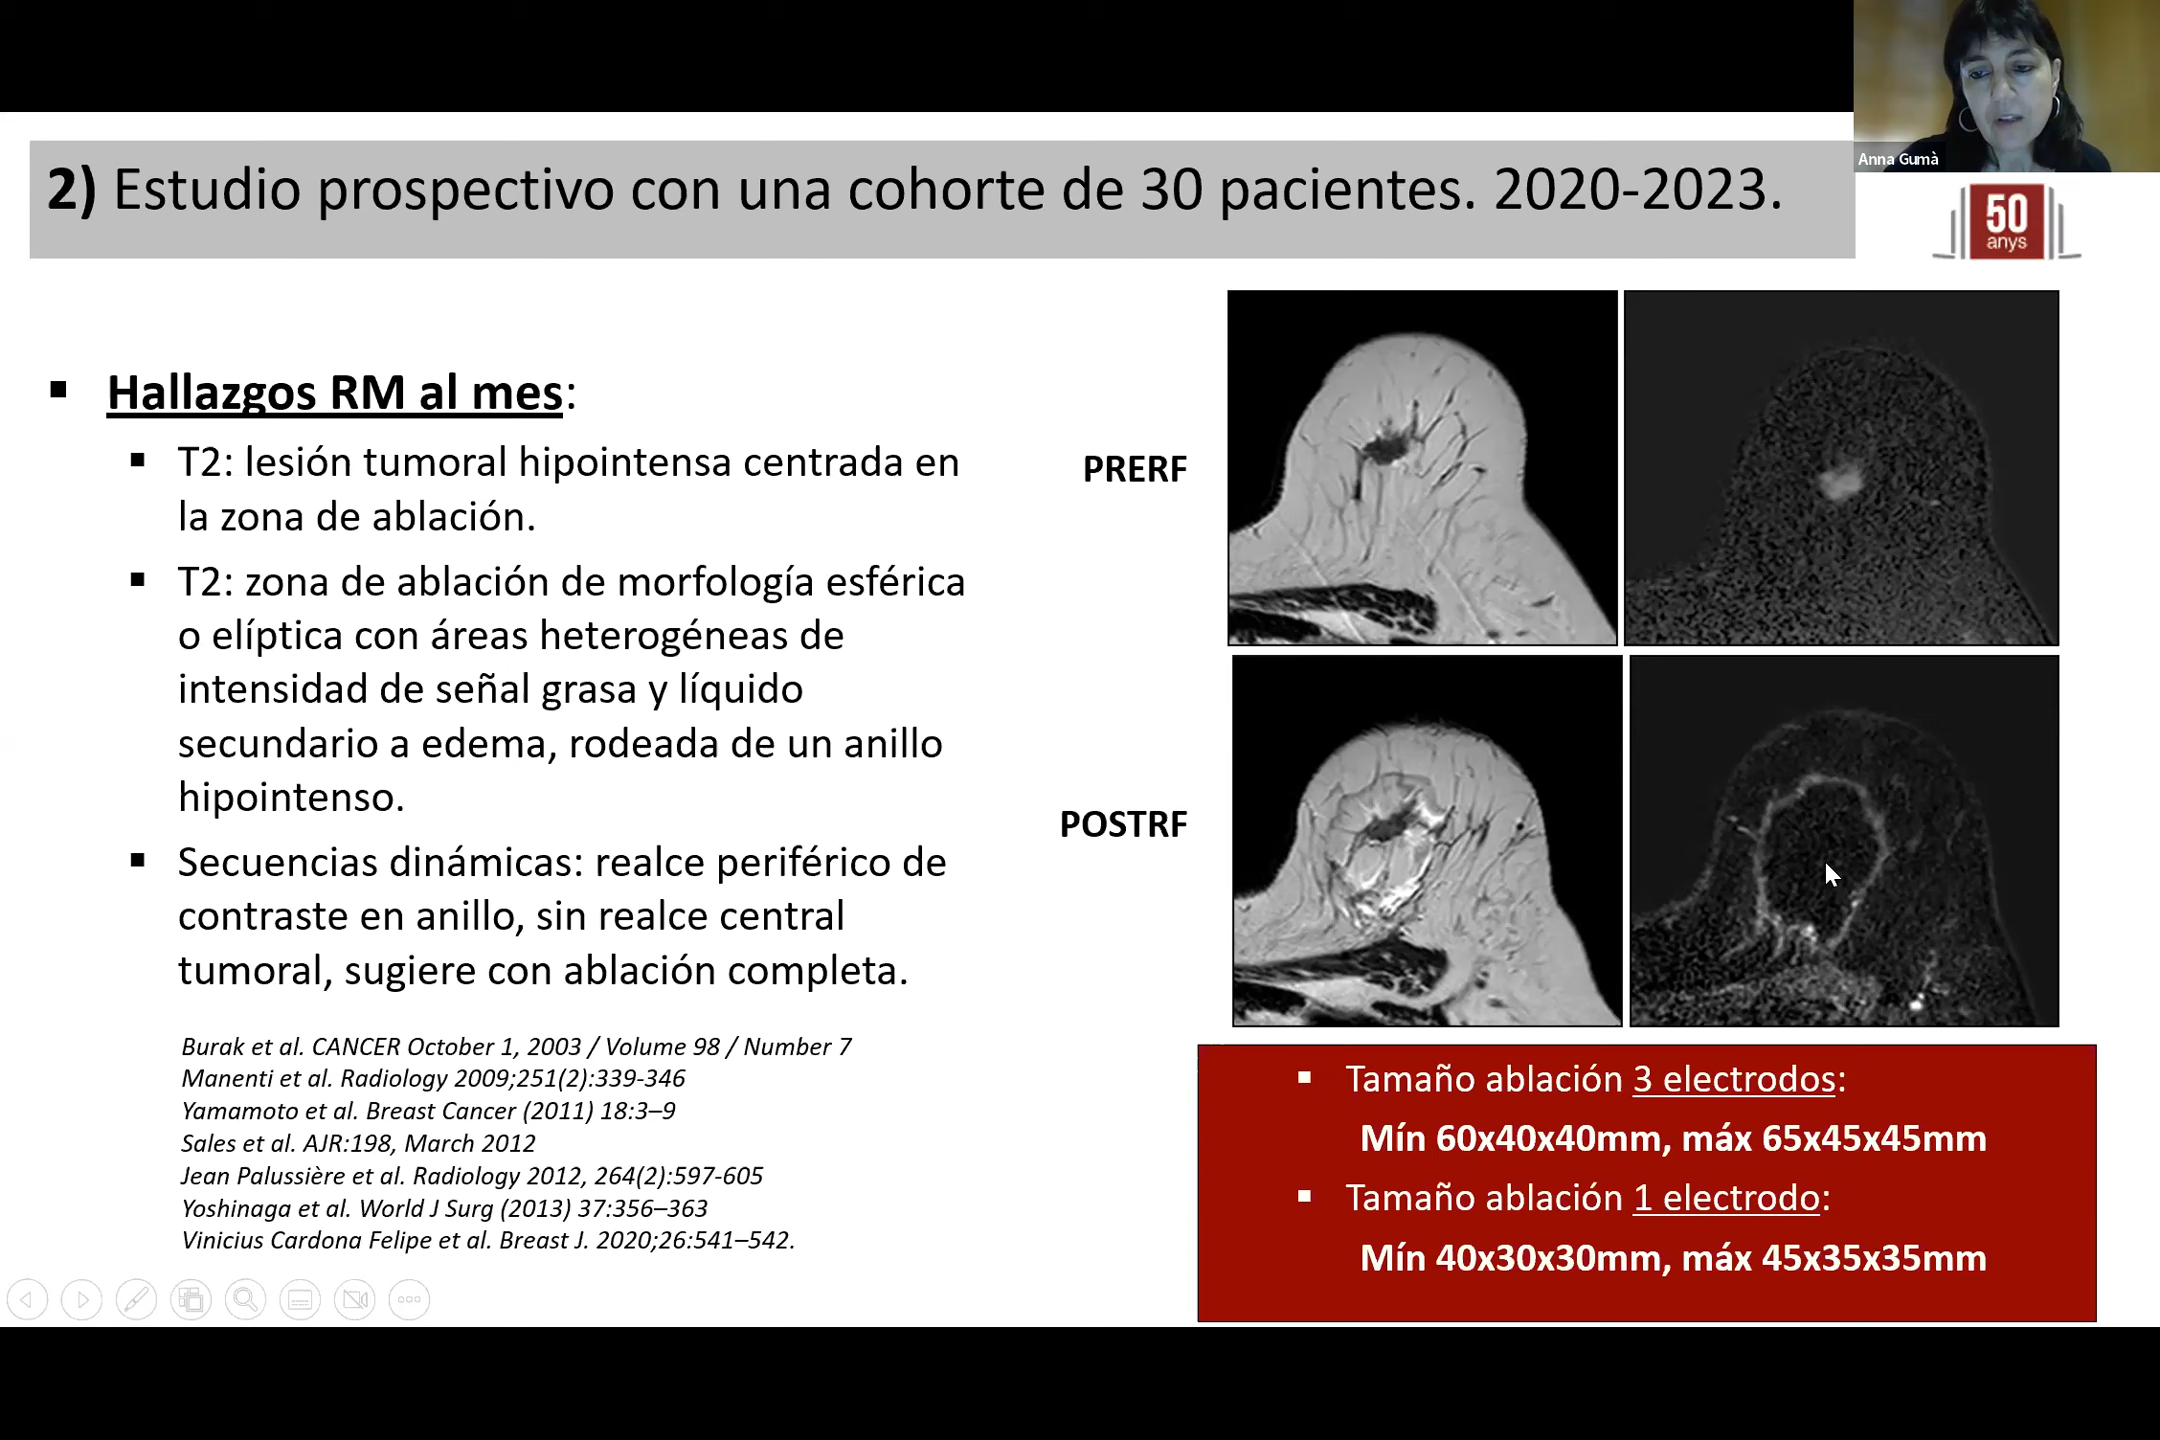 Anna Gumà
2) Estudio prospectivo con una cohorte de 30 pacientes. 2020-2023.
50
anys
▪ Hallazgos RM al mes:
▪ T2: lesión tumoral hipointensa centrada en
la zona de ablación.
▪ T2: zona de ablación de morfología esférica
o elíptica con áreas heterogéneas de
intensidad de señal grasa y líquido
secundario a edema, rodeada de un anillo
hipointenso.
▪ Secuencias dinámicas: realce periférico de
contraste en anillo, sin realce central
tumoral, sugiere con ablación completa.
Burak et al. CANCER October 1, 2003 / Volume 98 / Number 7
Manenti et al. Radiology 2009;251(2):339-346
Yamamoto et al. Breast Cancer (2011) 18:3–9
Sales et al. AJR:198, March 2012
Jean Palussière et al. Radiology 2012, 264(2):597-605
Yoshinaga et al. World J Surg (2013) 37:356–363
Vinicius Cardona Felipe et al. Breast J. 2020;26:541–542.
PRERF
POSTRF
▪ Tamaño ablación 3 electrodos:
Mín 60x40x40mm, máx 65x45x45mm
▪ Tamaño ablación 1 electrodo:
Mín 40x30x30mm, máx 45x35x35mm